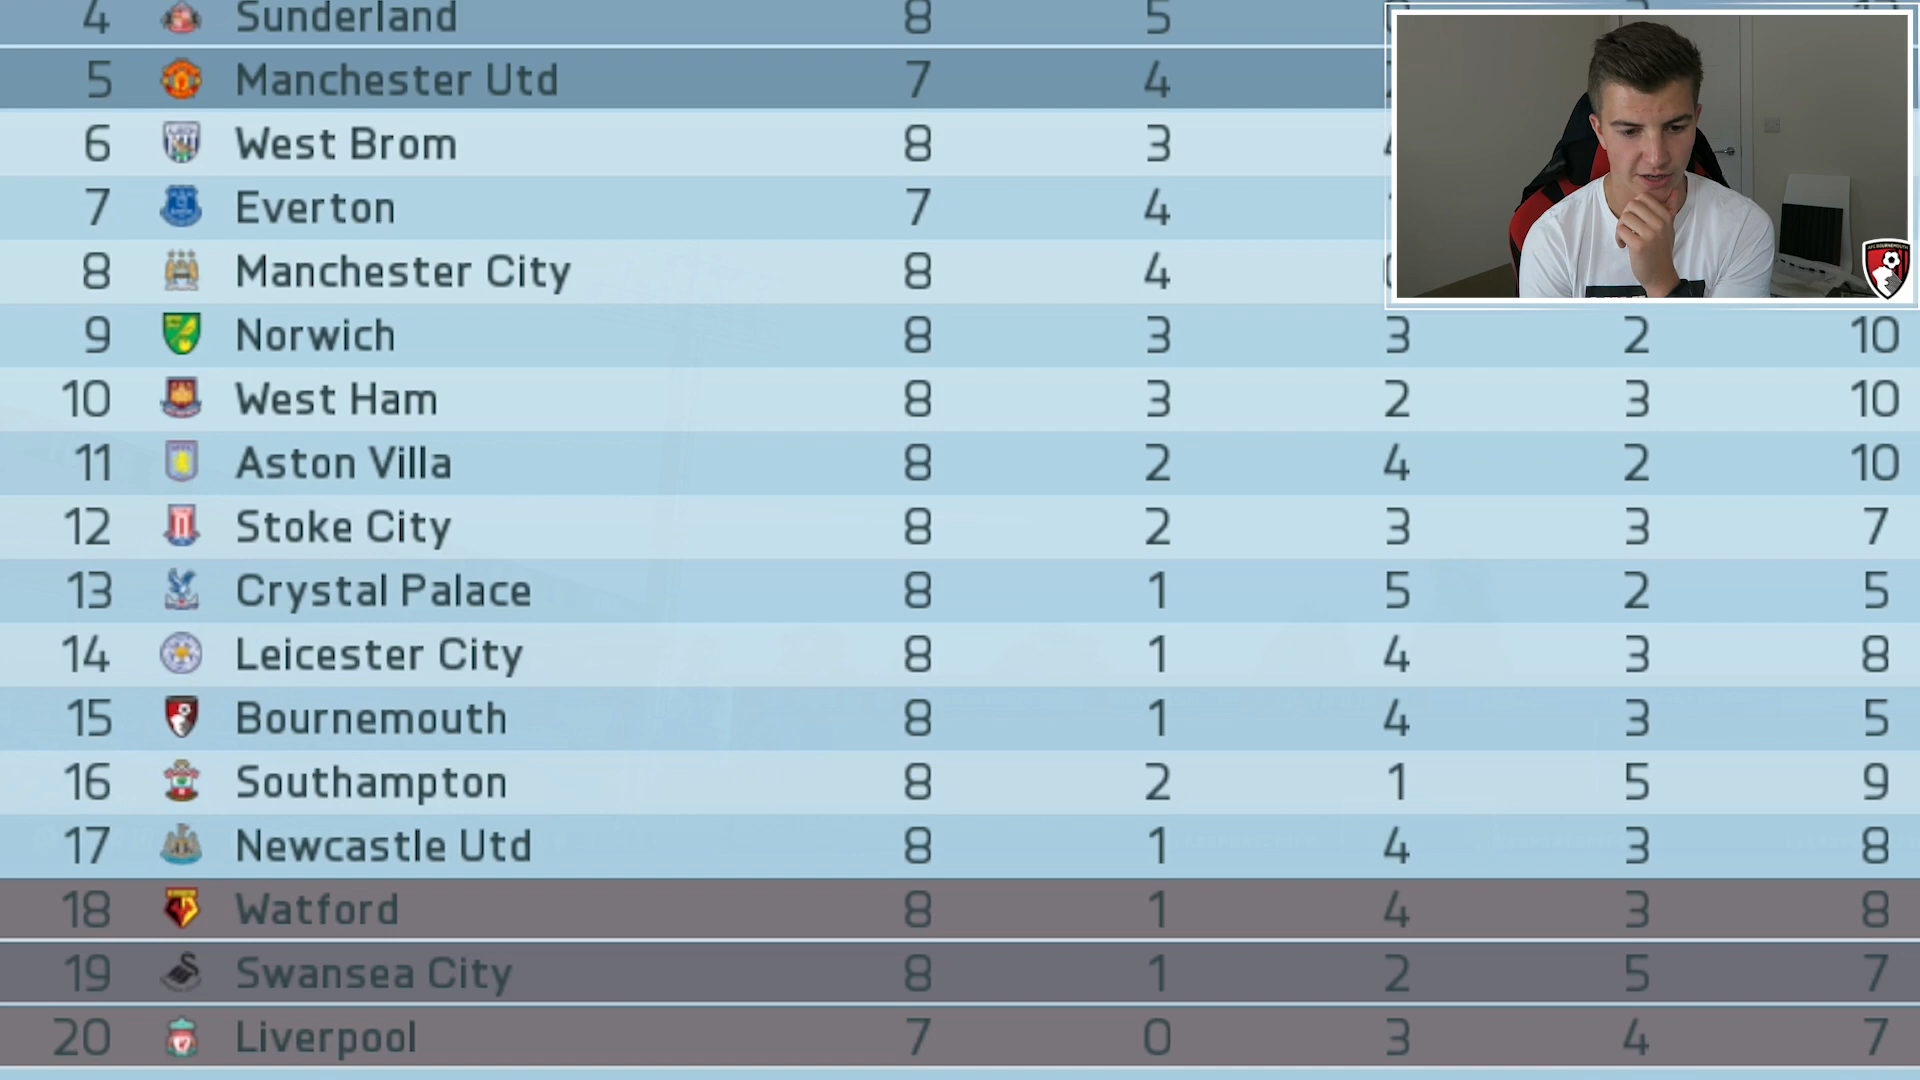 4 Sunderland 8 5
5 Manchester Utd 7 4
6 West Brom 8 3
7 Everton 7 4
8 Manchester City 8 4
9 Norwich 8 3 3 2 10
10 West Ham 8 3 2 3 10
11 Aston Villa 8 2 4 2 10
12 Stoke City 8 2 3 3 7
13 Crystal Palace 8 1 5 2 5
14 Leicester City 8 1 4 3 8
15 Bournemouth 8 1 4 3 5
16 Southampton 8 2 1 5 9
17 Newcastle Utd 8 1 4 3 8
18 Watford 8 1 4 3 8
19 Swansea City 8 1 2 5 7
20 Liverpool 7 0 3 4 7